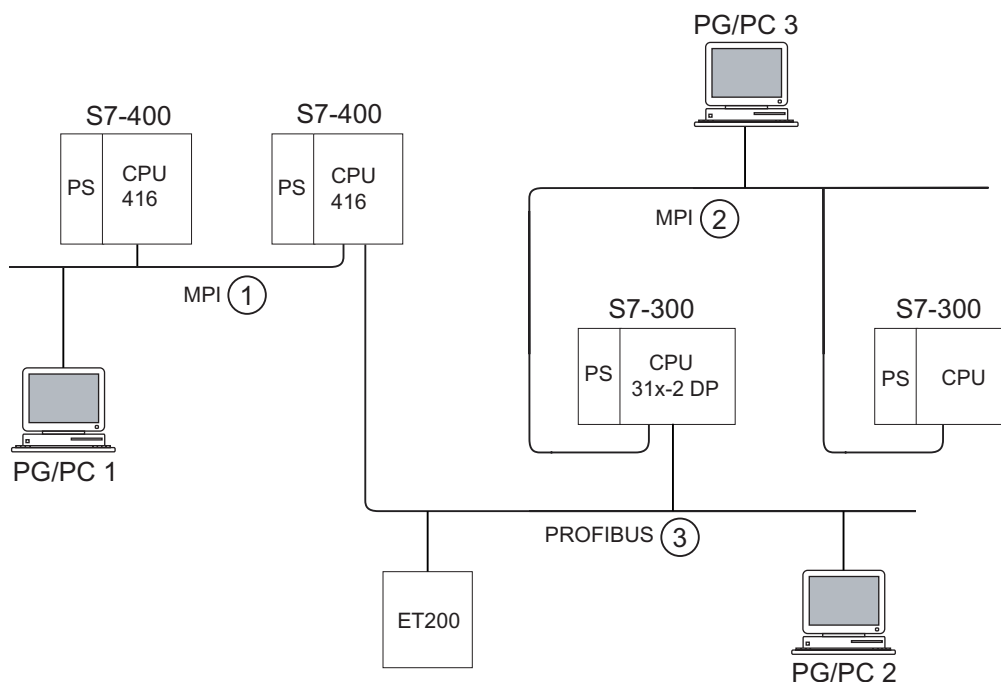 PG/PC 3
S7-400
S7-400
PS
CPU
416
PS
CPU
416
MPI 2
MPI 1
S7-300
S7-300
PS
CPU
31x-2 DP
PS
CPU
PG/PC 1
PROFIBUS 3
ET200
PG/PC 2